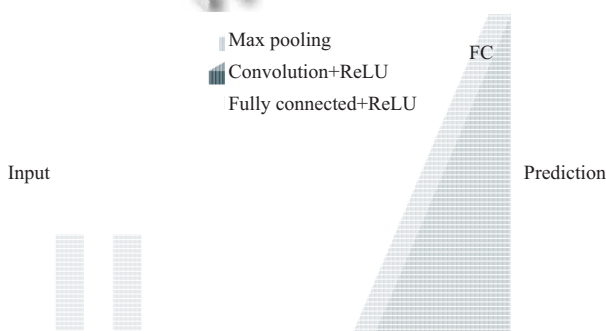 Max pooling
FC
Convolution+ReLU
Fully connected+ReLU
Input
Prediction